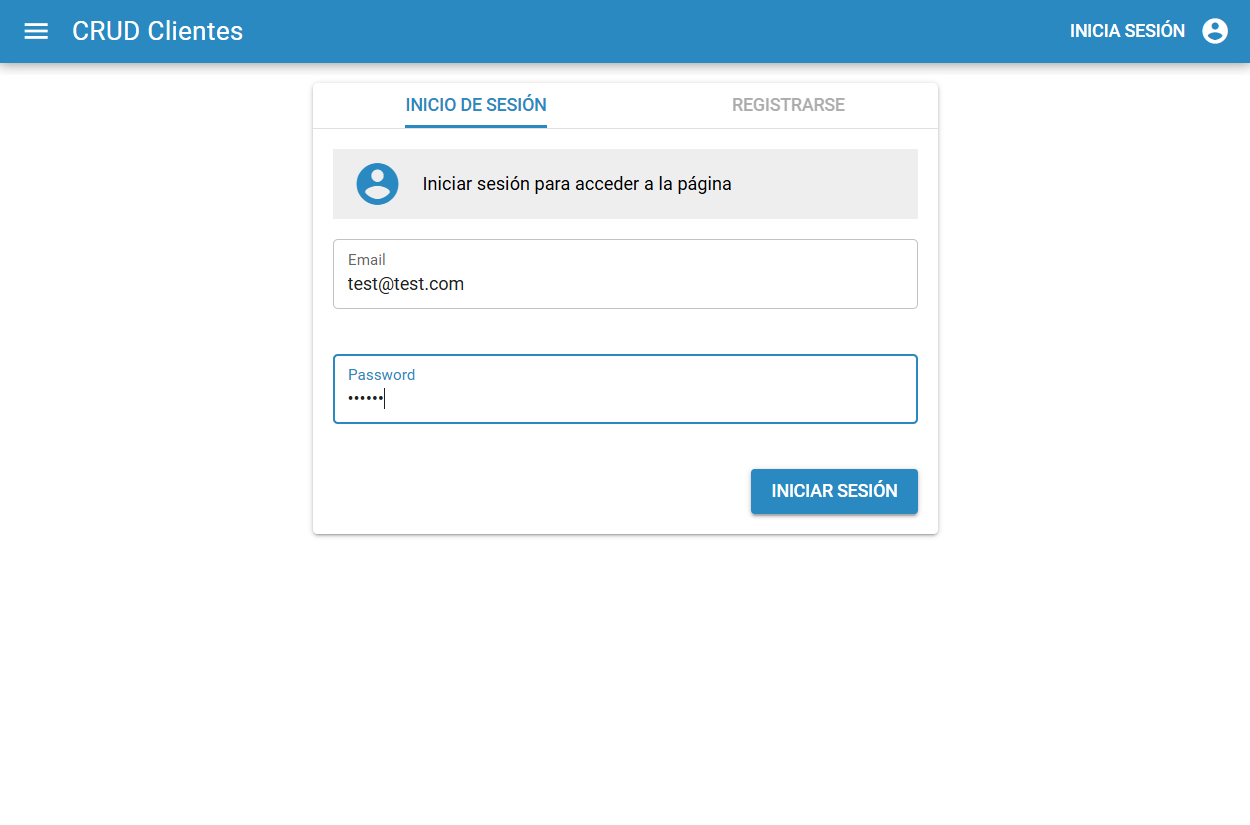 CRUD Clientes
INICIA SESIÓN
INICIO DE SESIÓN
REGISTRARSE
Iniciar sesión para acceder a la página
Email
test@test.com
Password
••••••
INICIAR SESIÓN